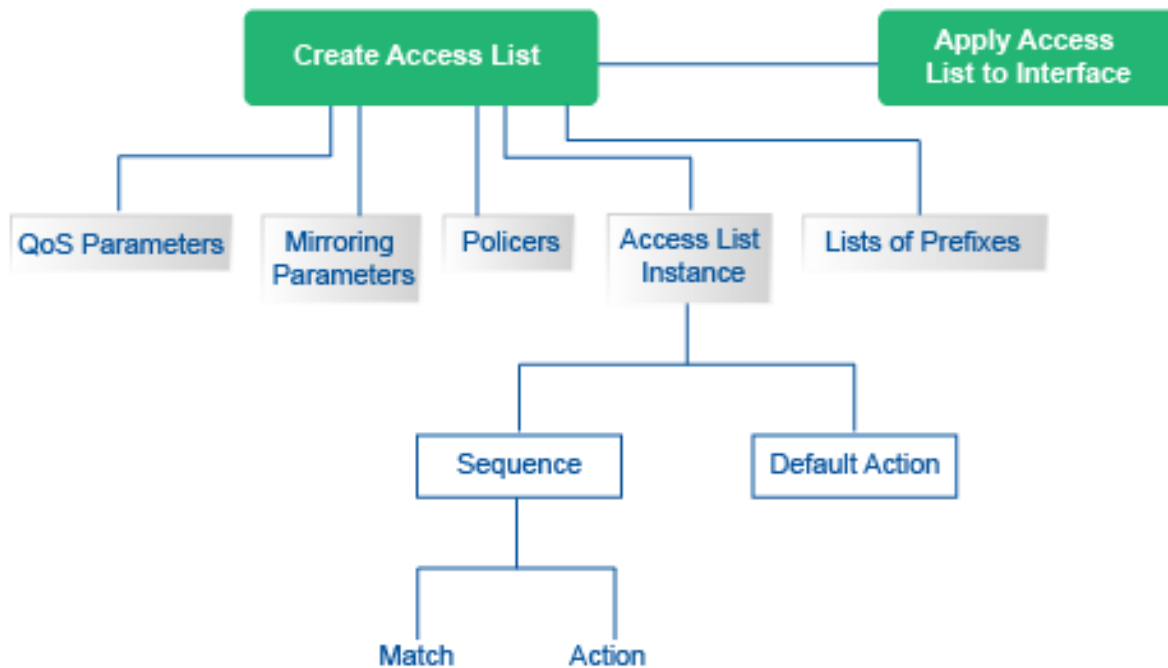 Create Access List
Apply Access
List to Interface
QoS Parameters
Mirroring
Parameters
Policers
Access List
Instance
Lists of Prefixes
Sequence
Default Action
Match
Action